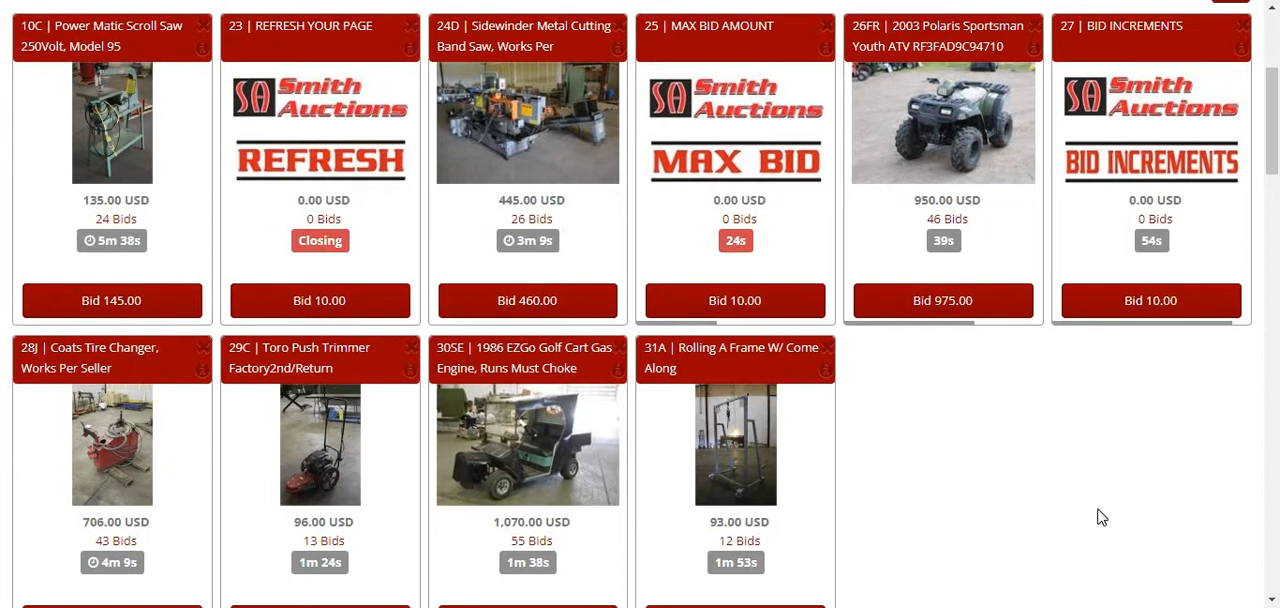 10C | Power Matic Scroll Saw
250Volt, Model 95
135.00 USD
24 Bids
5m 38s
Bid 145.00
23 | REFRESH YOUR PAGE
SA Smith
Auctions
REFRESH
0.00 USD
0 Bids
Closing
Bid 10.00
24D | Sidewinder Metal Cutting
Band Saw, Works Per
445.00 USD
26 Bids
3m 9s
Bid 460.00
25 | MAX BID AMOUNT
SA Smith
Auctions
MAX BID
0.00 USD
0 Bids
24s
Bid 10.00
26FR | 2003 Polaris Sportsman
Youth ATV RF3FAD9C94710
950.00 USD
46 Bids
39s
Bid 975.00
27 | BID INCREMENTS
SA Smith
Auctions
BID INCREMENTS
0.00 USD
0 Bids
54s
Bid 10.00
28J | Coats Tire Changer,
Works Per Seller
706.00 USD
43 Bids
4m 9s
29C | Toro Push Trimmer
Factory2nd/Return
96.00 USD
13 Bids
1m 24s
30SE | 1986 EZGo Golf Cart Gas
Engine, Runs Must Choke
1,070.00 USD
55 Bids
1m 38s
31A | Rolling A Frame W/ Come
Along
93.00 USD
12 Bids
1m 53s